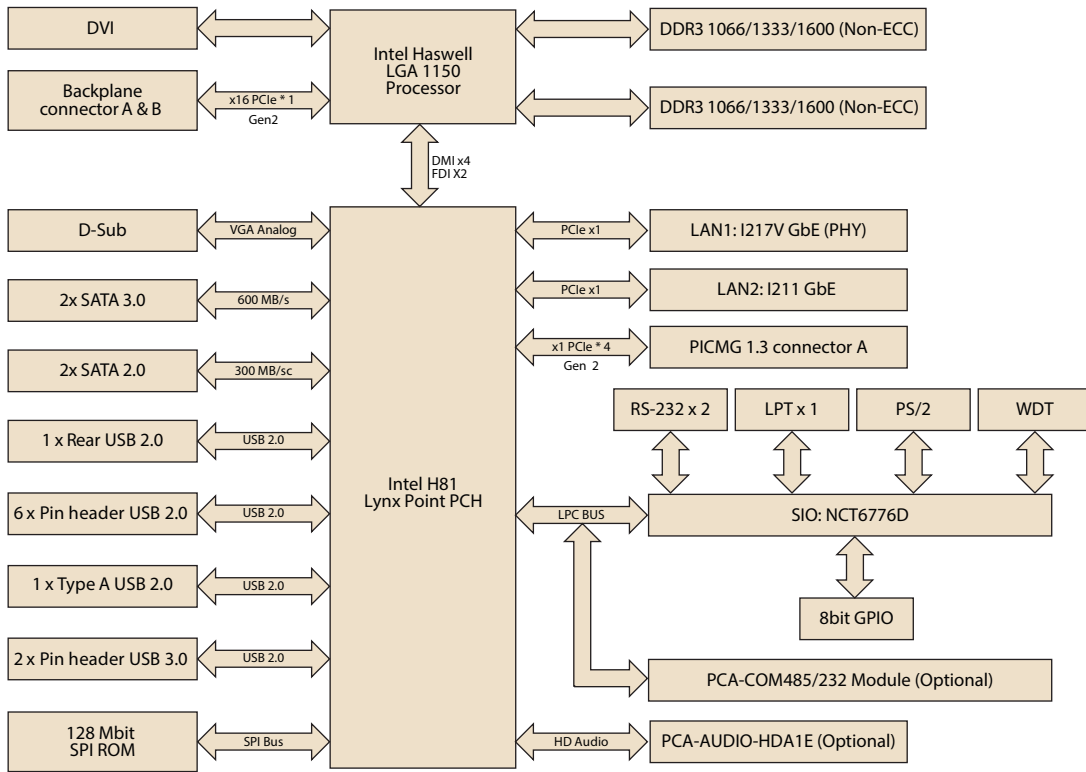 DVI
Intel Haswell
LGA 1150
Processor
DDR3 1066/1333/1600 (Non-ECC)
Backplane
connector A & B
x16 PCIe * 1
Gen2
DDR3 1066/1333/1600 (Non-ECC)
DMI x4
FDI X2
D-Sub
VGA Analog
PCIe x1
LAN1: I217V GbE (PHY)
2x SATA 3.0
600 MB/s
PCIe x1
LAN2: I211 GbE
2x SATA 2.0
300 MB/sc
x1 PCIe * 4
Gen 2
PICMG 1.3 connector A
RS-232 x 2
LPT x 1
PS/2
WDT
1 x Rear USB 2.0
USB 2.0
Intel H81
Lynx Point PCH
6 x Pin header USB 2.0
USB 2.0
LPC BUS
SIO: NCT6776D
1 x Type A USB 2.0
USB 2.0
8bit GPIO
2 x Pin header USB 3.0
USB 2.0
PCA-COM485/232 Module (Optional)
128 Mbit
SPI ROM
SPI Bus
HD Audio
PCA-AUDIO-HDA1E (Optional)